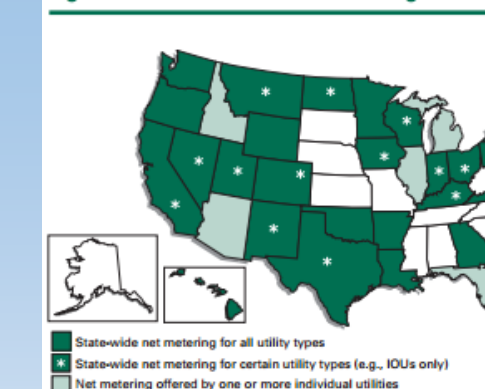 State-wide net metering for all utility types
* State-wide net metering for certain utility types (e.g., IOUs only)
Net metering offered by one or more individual utilities